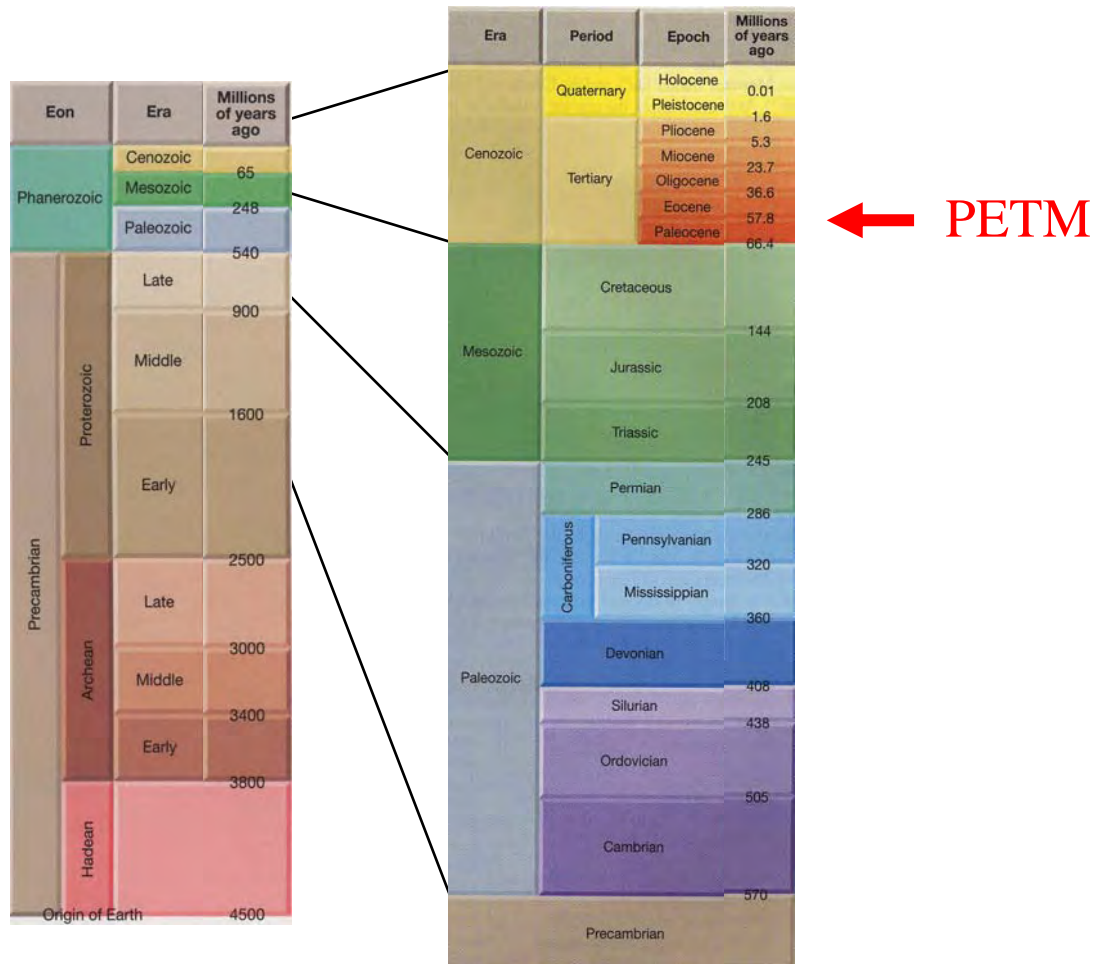 Eon
Era
Millions
of years
ago
Phanerozoic
Cenozoic
65
Mesozoic
248
Paleozoic
540
Precambrian
Proterozoic
Late
900
Middle
1600
Early
2500
Archean
Late
3000
Middle
3400
Early
3800
Hadean
Origin of Earth
4500
Era
Period
Epoch
Millions
of years
ago
Cenozoic
Quaternary
Holocene
0.01
Pleistocene
1.6
Tertiary
Pliocene
5.3
Miocene
23.7
Oligocene
36.6
Eocene
57.8
Paleocene
66.4
Mesozoic
Cretaceous
144
Jurassic
208
Triassic
245
Paleozoic
Permian
286
Carboniferous
Pennsylvanian
320
Mississippian
360
Devonian
408
Silurian
438
Ordovician
505
Cambrian
570
Precambrian
PETM